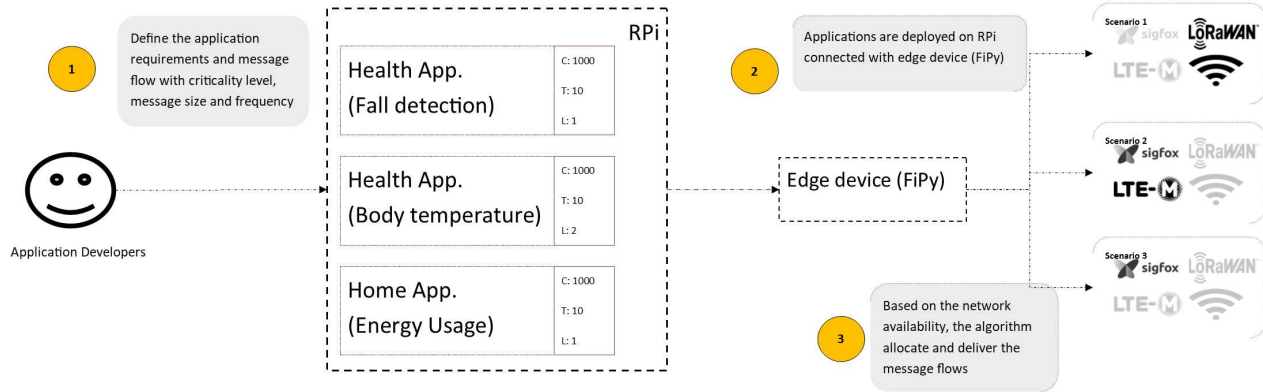 1
Define the application
requirements and message
flow with criticality level,
message size and frequency
Application Developers
RPi
Health App.
(Fall detection)
C: 1000
T: 10
L: 1
Health App.
(Body temperature)
C: 1000
T: 10
L: 2
Home App.
(Energy Usage)
C: 1000
T: 10
L: 1
2
Applications are deployed on RPi
connected with edge device (FiPy)
Edge device (FiPy)
3
Based on the network
availability, the algorithm
allocate and deliver the
message flows
Scenario 1
sigfox LoRaWAN
LTE-M
Scenario 2
sigfox LoRaWAN
LTE-M
Scenario 3
sigfox LoRaWAN
LTE-M